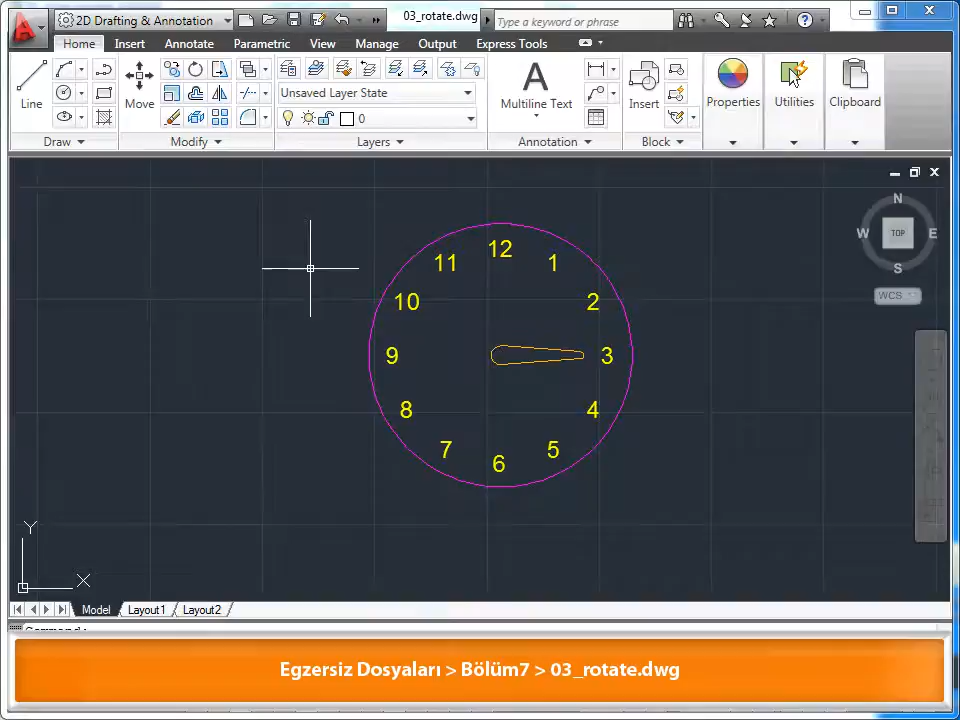 2D Drafting & Annotation
03_rotate.dwg
Type a keyword or phrase
Home Insert Annotate Parametric View Manage Output Express Tools
Line
Move
Unsaved Layer State
0
Multiline Text
Insert
Properties
Utilities
Clipboard
Draw
Modify
Layers
Annotation
Block
N
W TOP E
S
WCS
12
11 1
10 2
9 3
8 4
7 5
6
Y
X
Model Layout1 Layout2
Egzersiz Dosyaları > Bölüm7 > 03_rotate.dwg